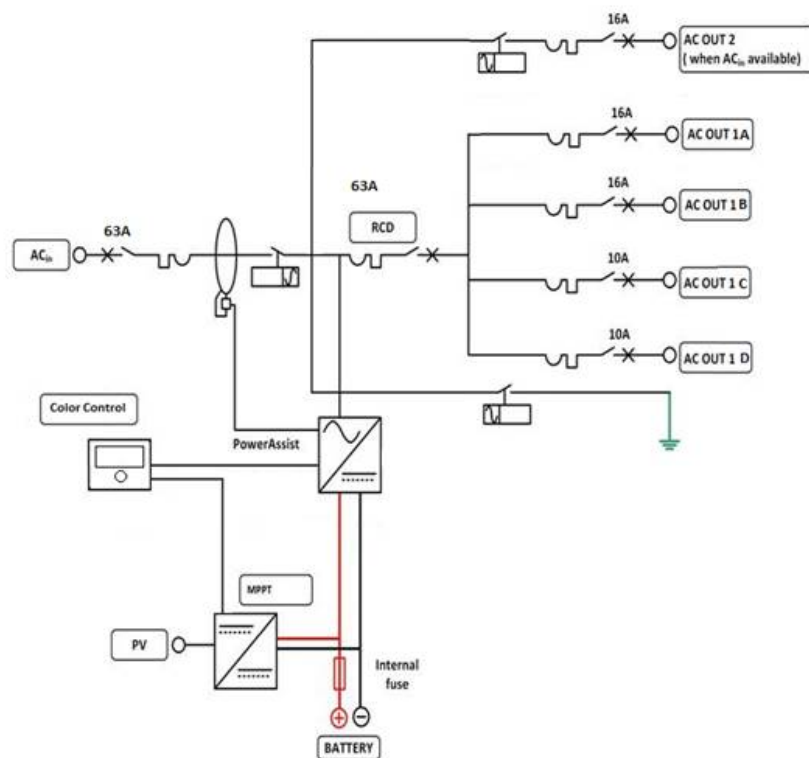 16A
AC OUT 2
( when ACin available)
16A
AC OUT 1A
63A
16A
AC OUT 1B
RCD
63A
ACin
10A
AC OUT 1 C
10A
AC OUT 1 D
Color Control
PowerAssist
MPPT
PV
Internal
fuse
BATTERY